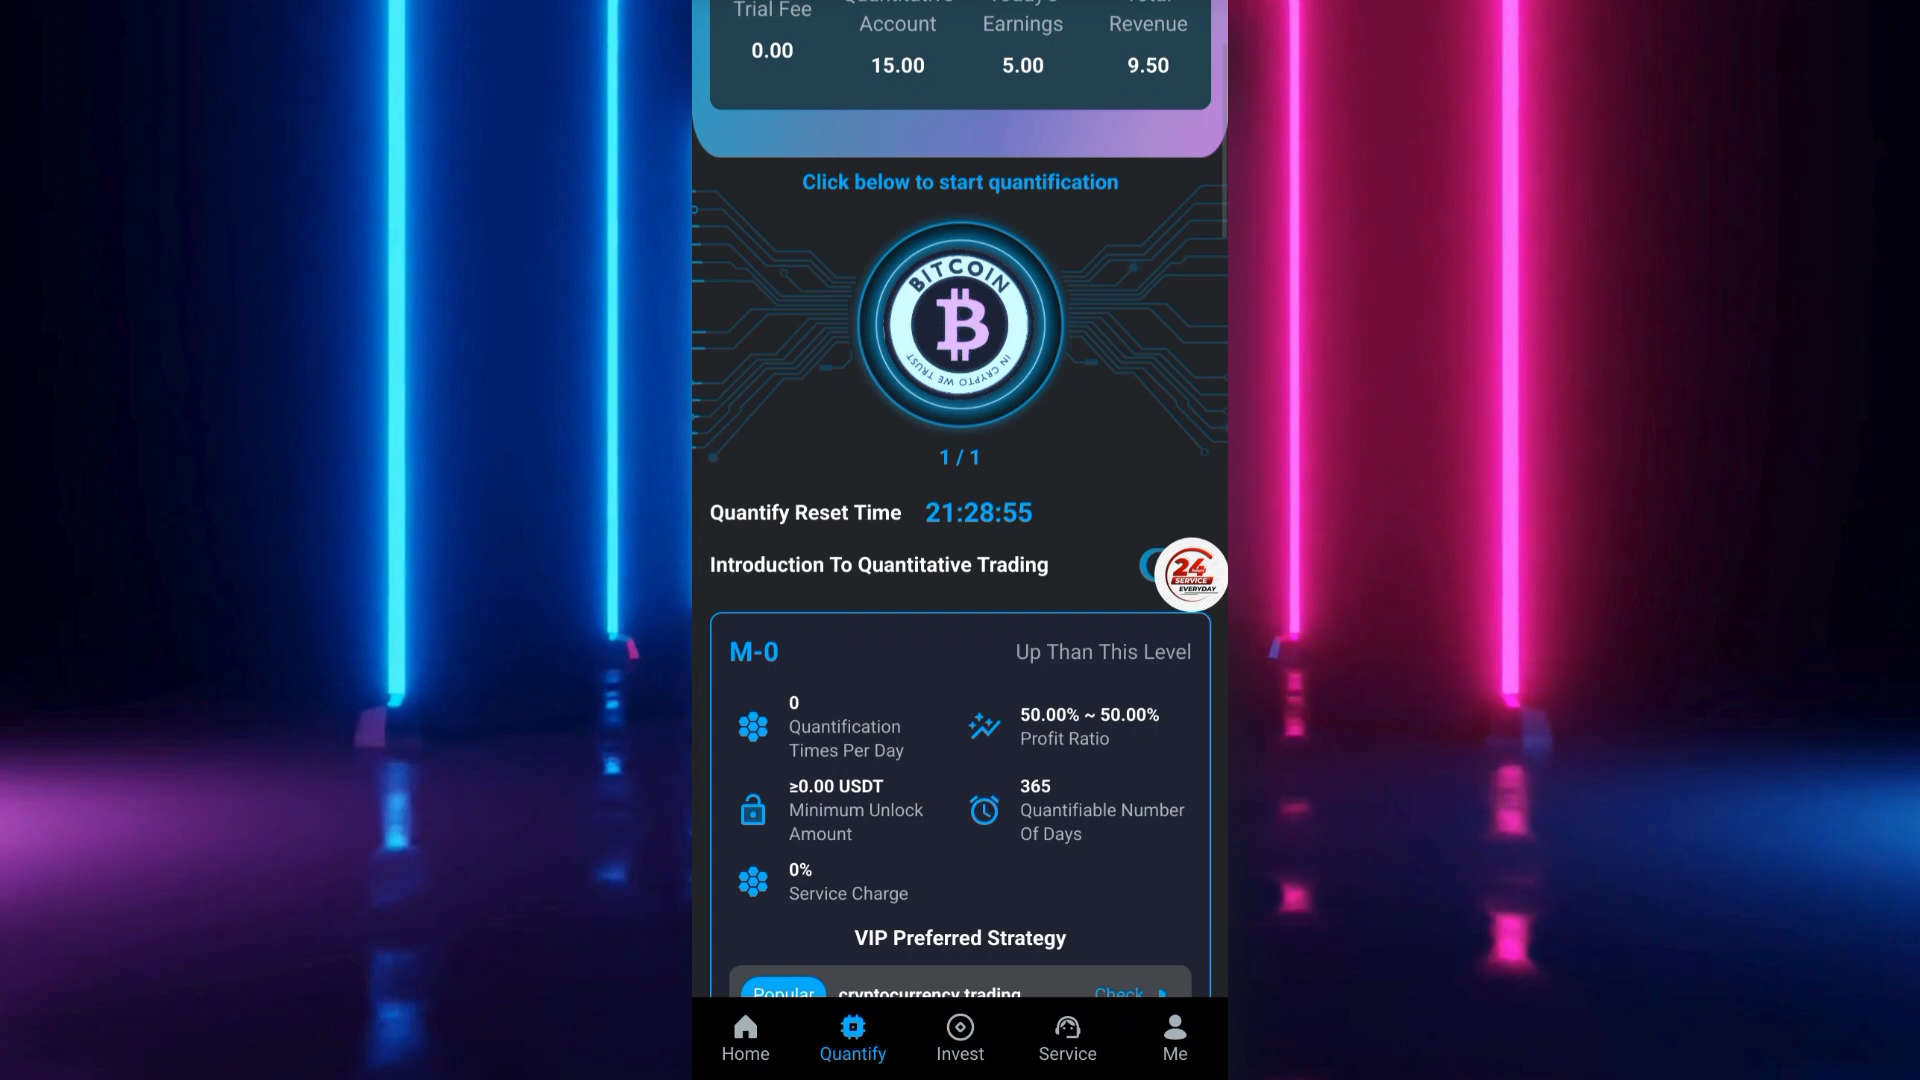 Trial Fee
Account
Earnings
Revenue
0.00
15.00
5.00
9.50
Click below to start quantification
BITCOIN
IN CRYPTO WE TRUST
1 / 1
Quantify Reset Time 21:28:55
Introduction To Quantitative Trading
24
SERVICE
EVERYDAY
M-0
Up Than This Level
0
Quantification
Times Per Day
50.00% ~ 50.00%
Profit Ratio
≥0.00 USDT
Minimum Unlock
Amount
365
Quantifiable Number
Of Days
0%
Service Charge
VIP Preferred Strategy
Popular cryptocurrency trading Check
Home
Quantify
Invest
Service
Me